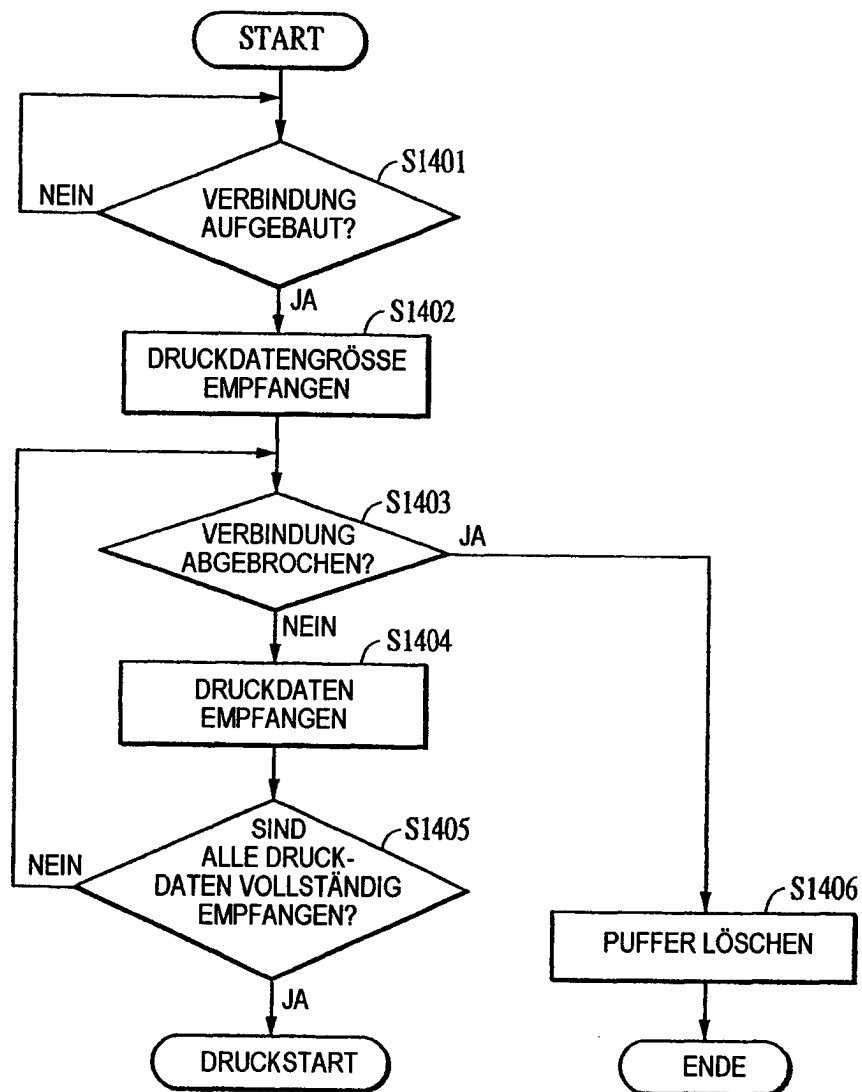 START
S1401
NEIN
VERBINDUNG
AUFGEBAUT?
JA
S1402
DRUCKDATENGRÖSSE
EMPFANGEN
S1403
VERBINDUNG
ABGEBROCHEN?
JA
NEIN
S1404
DRUCKDATEN
EMPFANGEN
S1405
NEIN
SIND
ALLE DRUCK-
DATEN VOLLSTÄNDIG
EMPFANGEN?
S1406
PUFFER LÖSCHEN
JA
DRUCKSTART
ENDE